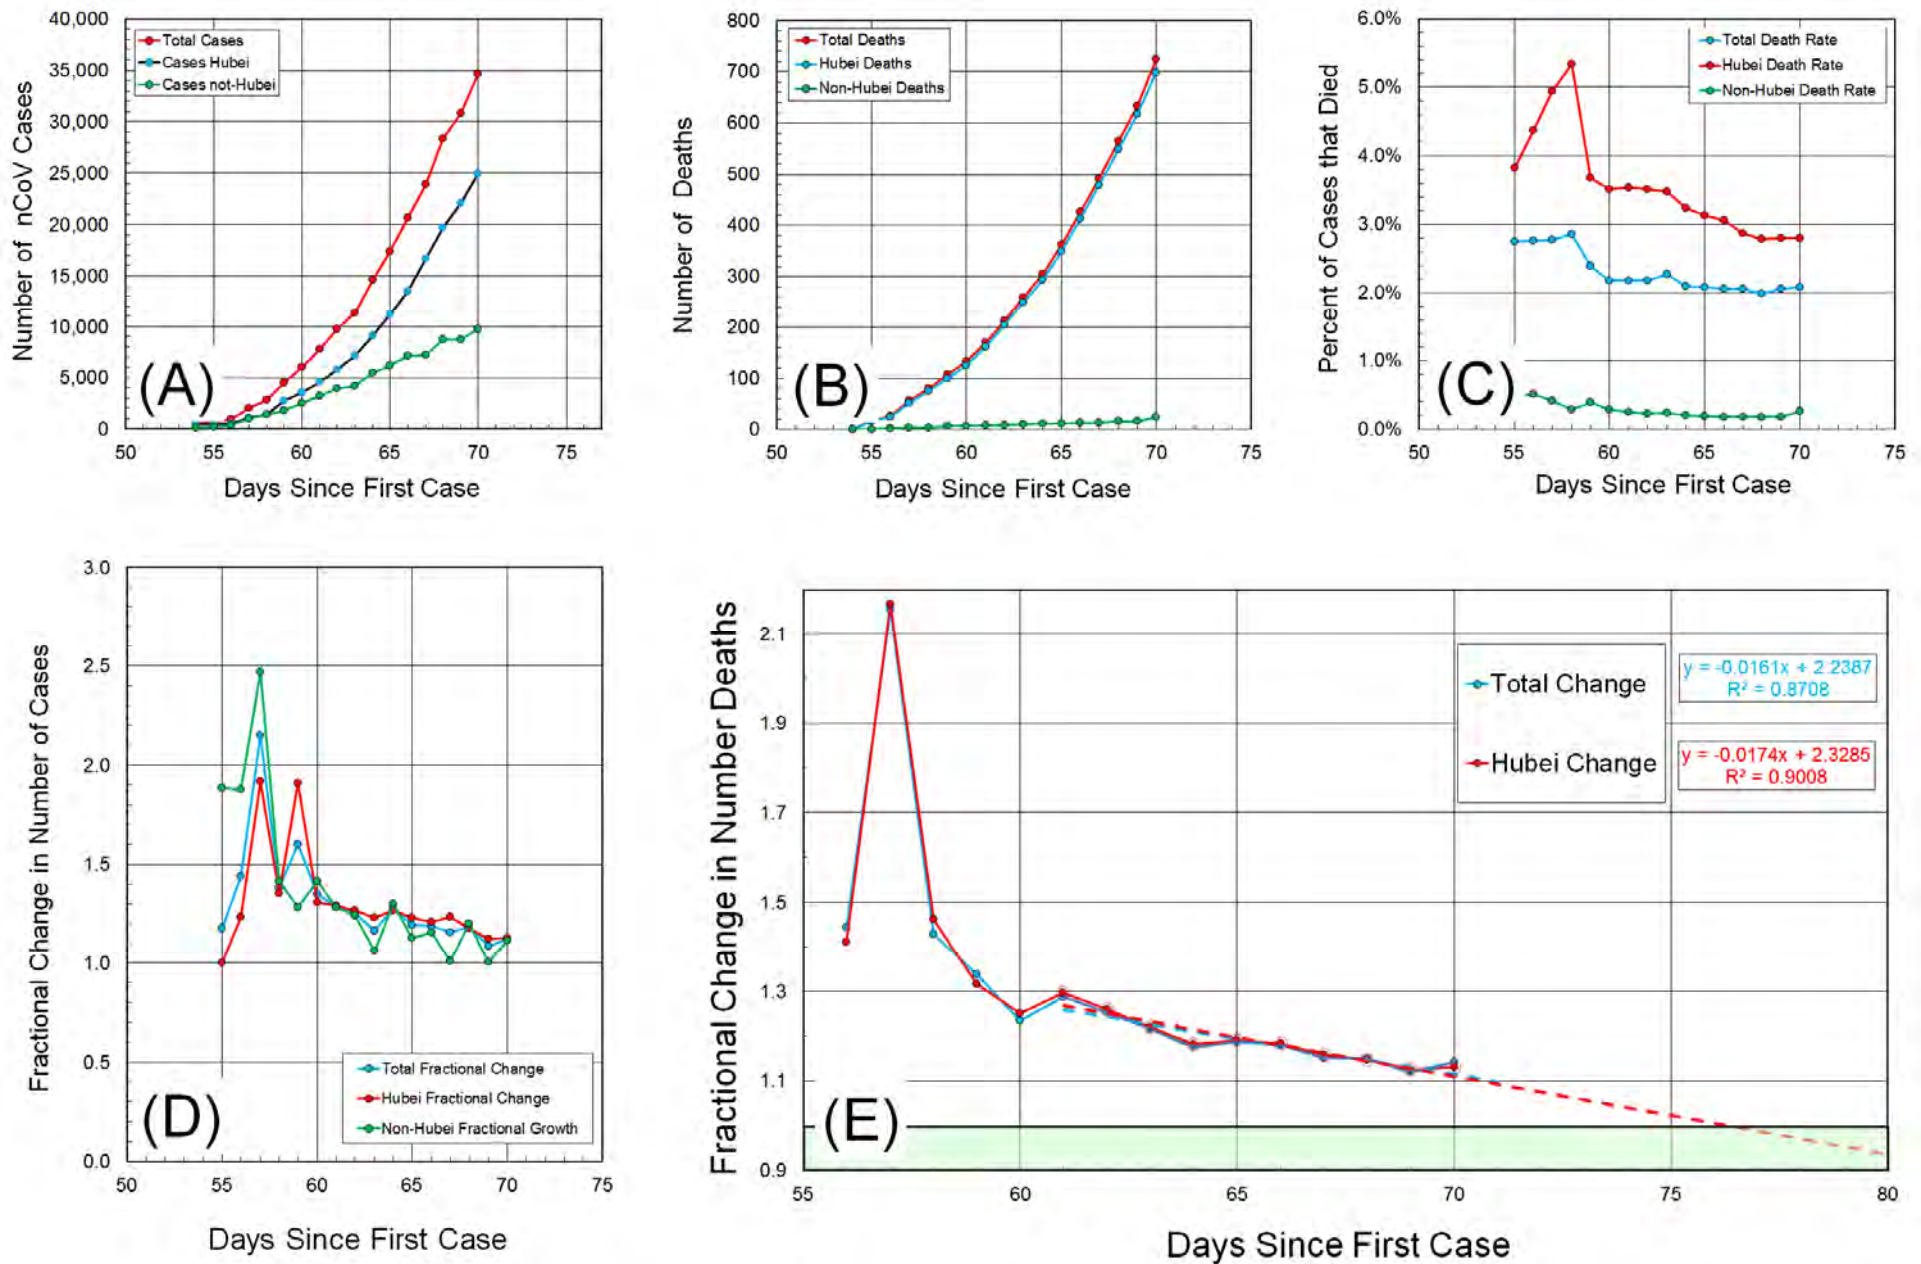 40,000
35,000
30,000
25,000
20,000
15,000
10,000
5,000
0
Number of nCoV Cases
Total Cases
Cases Hubei
Cases not-Hubei
(A)
50 55 60 65 70 75
Days Since First Case
800
700
600
500
400
300
200
100
0
Number of Deaths
Total Deaths
Hubei Deaths
Non-Hubei Deaths
(B)
50 55 60 65 70 75
Days Since First Case
6.0%
5.0%
4.0%
3.0%
2.0%
1.0%
0.0%
Percent of Cases that Died
Total Death Rate
Hubei Death Rate
Non-Hubei Death Rate
(C)
50 55 60 65 70 75
Days Since First Case
3.0
2.5
2.0
1.5
1.0
0.5
0.0
Fractional Change in Number of Cases
Total Fractional Change
Hubei Fractional Change
Non-Hubei Fractional Growth
(D)
50 55 60 65 70 75
Days Since First Case
2.1
1.9
1.7
1.5
1.3
1.1
0.9
Fractional Change in Number Deaths
Total Change
y = -0.0161x + 2.2387
R² = 0.8708
Hubei Change
y = -0.0174x + 2.3285
R² = 0.9008
(E)
55 60 65 70 75 80
Days Since First Case